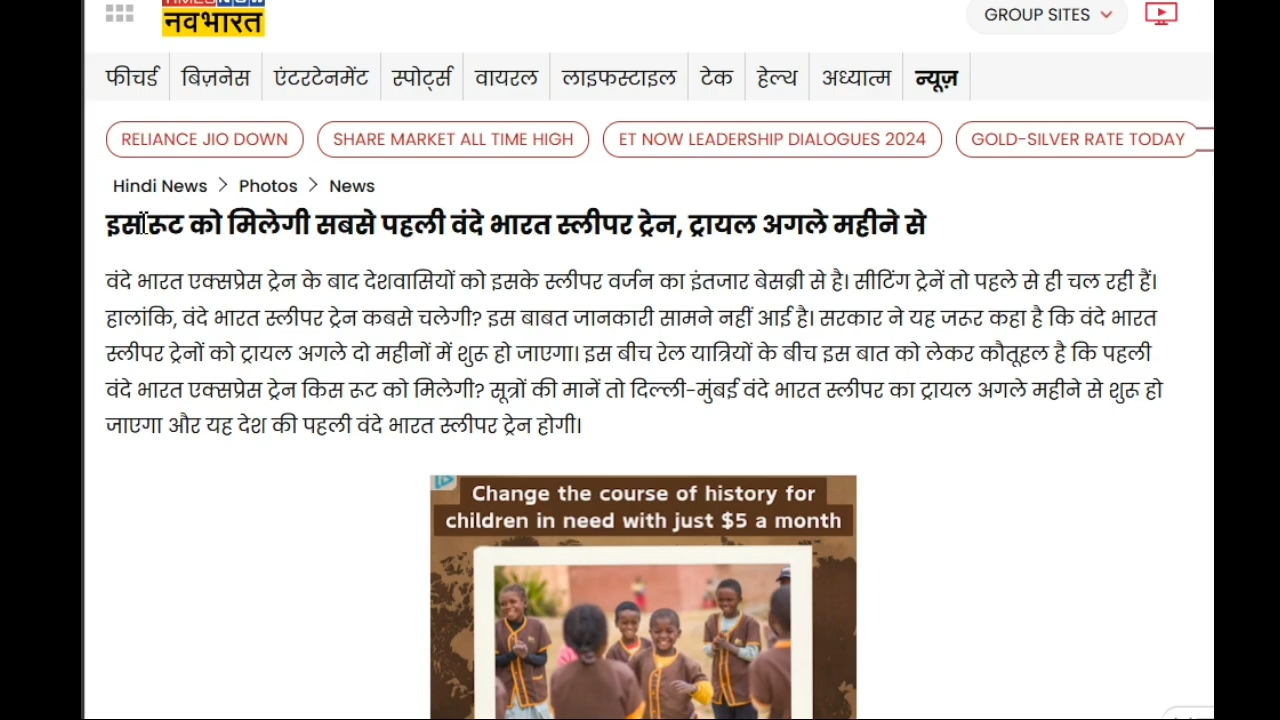 TIMES NOW
नवभारत
GROUP SITES
फीचर्ड बिज़नेस एंटरटेनमेंट स्पोर्ट्स वायरल लाइफस्टाइल टेक हेल्थ अध्यात्म न्यूज़
RELIANCE JIO DOWN SHARE MARKET ALL TIME HIGH ET NOW LEADERSHIP DIALOGUES 2024 GOLD-SILVER RATE TODAY
Hindi News > Photos > News
इस रूट को मिलेगी सबसे पहली वंदे भारत स्लीपर ट्रेन, ट्रायल अगले महीने से
वंदे भारत एक्सप्रेस ट्रेन के बाद देशवासियों को इसके स्लीपर वर्जन का इंतजार बेसब्री से है। सीटिंग ट्रेनें तो पहले से ही चल रही हैं।
हालांकि, वंदे भारत स्लीपर ट्रेन कबसे चलेगी? इस बाबत जानकारी सामने नहीं आई है। सरकार ने यह जरूर कहा है कि वंदे भारत
स्लीपर ट्रेनों को ट्रायल अगले दो महीनों में शुरू हो जाएगा। इस बीच रेल यात्रियों के बीच इस बात को लेकर कौतूहल है कि पहली
वंदे भारत एक्सप्रेस ट्रेन किस रूट को मिलेगी? सूत्रों की मानें तो दिल्ली-मुंबई वंदे भारत स्लीपर का ट्रायल अगले महीने से शुरू हो
जाएगा और यह देश की पहली वंदे भारत स्लीपर ट्रेन होगी।
Change the course of history for
children in need with just $5 a month